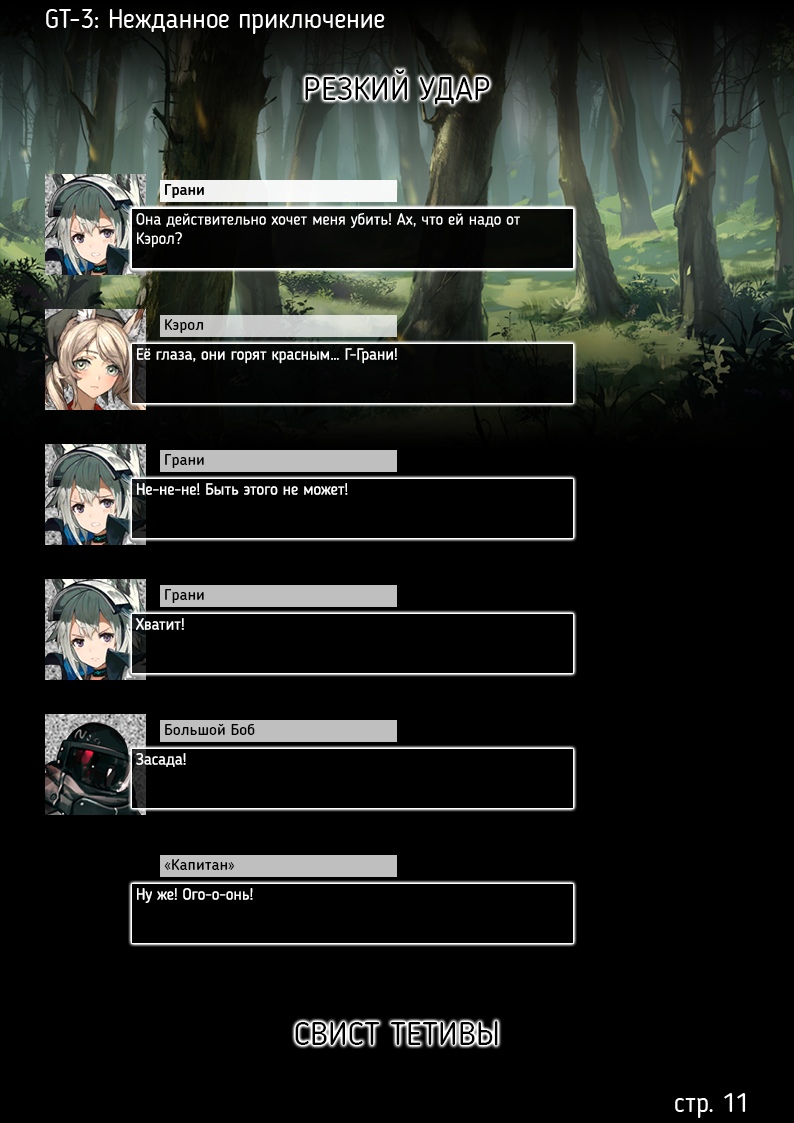 GT-3: Нежданное приключение
РЕЗКИЙ УДАР
Грани
Она действительно хочет меня убить! Ах, что ей надо от
Кэрол?
Кэрол
Её глаза, они горят красным... Г-Грани!
Грани
Не-не-не! Быть этого не может!
Грани
Хватит!
Большой Боб
Засада!
«Капитан»
Ну же! Ого-о-онь!
СВИСТ ТЕТИВЫ
стр. 11